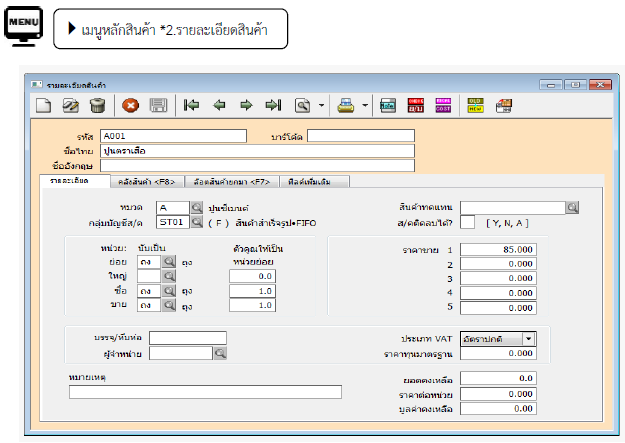 MENU
เมนูหลักสินค้า *2.รายละเอียดสินค้า
รายละเอียดสินค้า
รหัส A001 บาร์โค้ด
ชื่อไทย ปูนตราเสือ
ชื่ออังกฤษ
รายละเอียด คลังสินค้า <F8> ล็อตสินค้ายกมา <F7> ฟิลด์เพิ่มเติม
หมวด A ปูนซีเมนต์ สินค้าทดแทน
กลุ่มบัญชีส/ค ST01 ( F ) สินค้าสำเร็จรูป+FIFO ส/คติดลบได้? [ Y, N, A ]
หน่วย: นับเป็น ตัวคูณให้เป็น ราคาขาย 1 85.000
ย่อย ถง ถุง หน่วยย่อย 2 0.000
ใหญ่ 0.0 3 0.000
ซื้อ ถง ถุง 1.0 4 0.000
ขาย ถง ถุง 1.0 5 0.000
บรรจุ/หีบห่อ ประเภท VAT อัตราปกติ
ผู้จำหน่าย ราคาทุนมาตรฐาน 0.000
หมายเหตุ ยอดคงเหลือ 0.0
ราคาต่อหน่วย 0.000
มูลค่าคงเหลือ 0.00